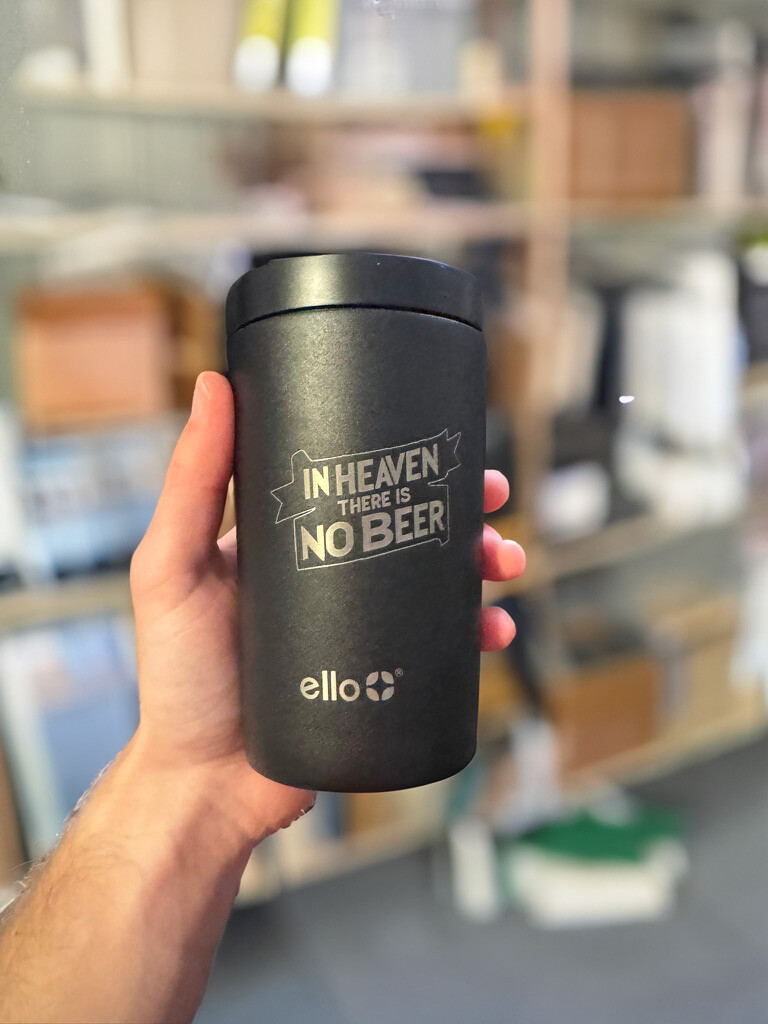 IN HEAVEN
THERE IS
NO BEER
ello®